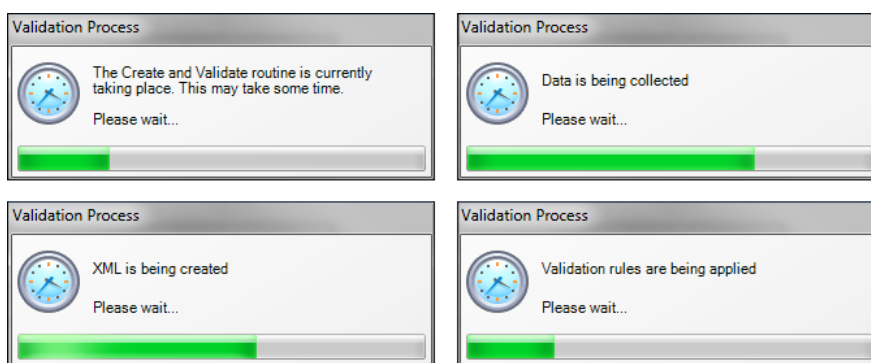 Validation Process
The Create and Validate routine is currently
taking place. This may take some time.
Please wait...
Validation Process
Data is being collected
Please wait...
Validation Process
XML is being created
Please wait...
Validation Process
Validation rules are being applied
Please wait...